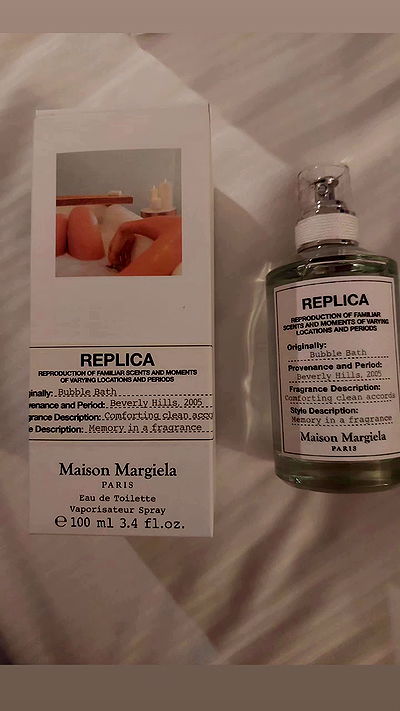 REPLICA
REPRODUCTION OF FAMILIAR SCENTS AND MOMENTS
OF VARYING LOCATIONS AND PERIODS
ginally: Bubble Bath
venance and Period: Beverly Hills, 2005
grance Description: Comforting clean acco
e Description: Memory in a fragrance
Maison Margiela
PARIS
Eau de Toilette
Vaporisateur Spray
℮ 100 ml 3.4 fl.oz.
REPLICA
REPRODUCTION OF FAMILIAR
SCENTS AND MOMENTS OF VARYING
LOCATIONS AND PERIODS
Originally:
Bubble Bath
Provenance and Period:
Beverly Hills, 2005
Fragrance Description:
Comforting clean accords
Style Description:
Memory in a fragrance
Maison Margiela
PARIS